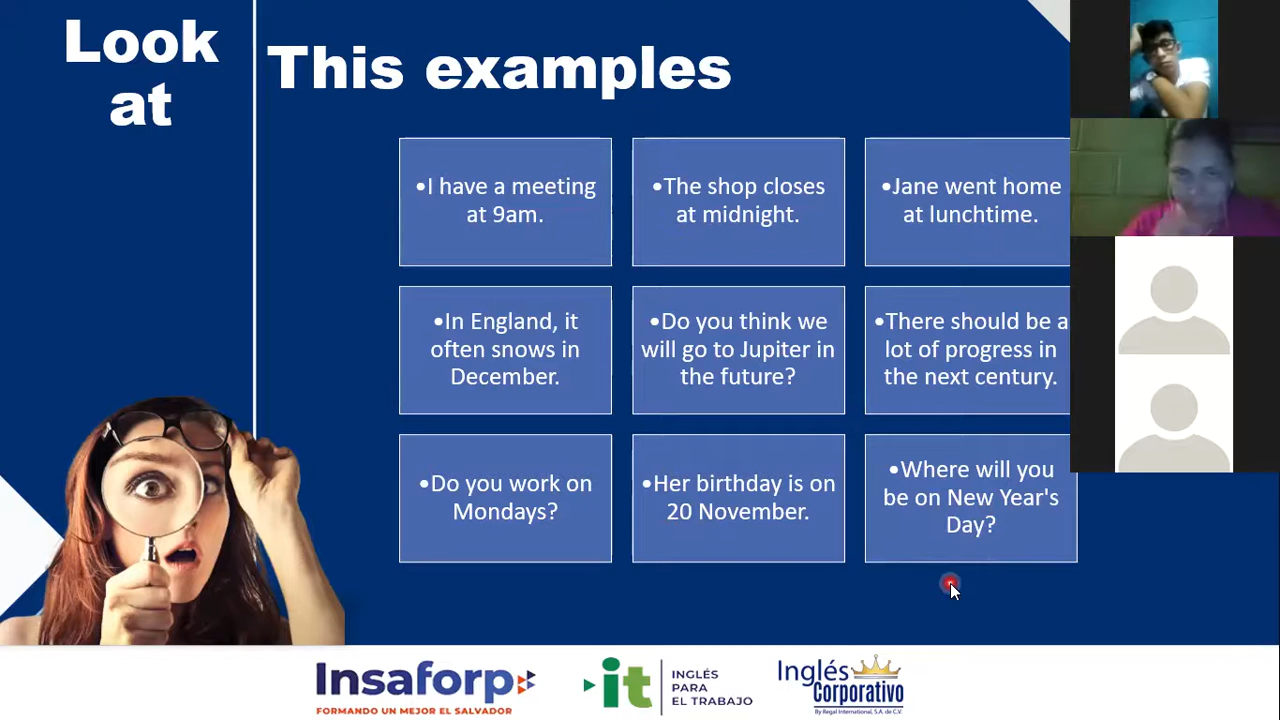 Look
at
This examples
•I have a meeting
at 9am.
•The shop closes
at midnight.
•Jane went home
at lunchtime.
•In England, it
often snows in
December.
•Do you think we
will go to Jupiter in
the future?
•There should be a
lot of progress in
the next century.
•Do you work on
Mondays?
•Her birthday is on
20 November.
•Where will you
be on New Year's
Day?
Insaforp
FORMANDO UN MEJOR EL SALVADOR
it
INGLÉS
PARA
EL TRABAJO
Inglés
Corporativo
By Regal International, S.A. de C.V.